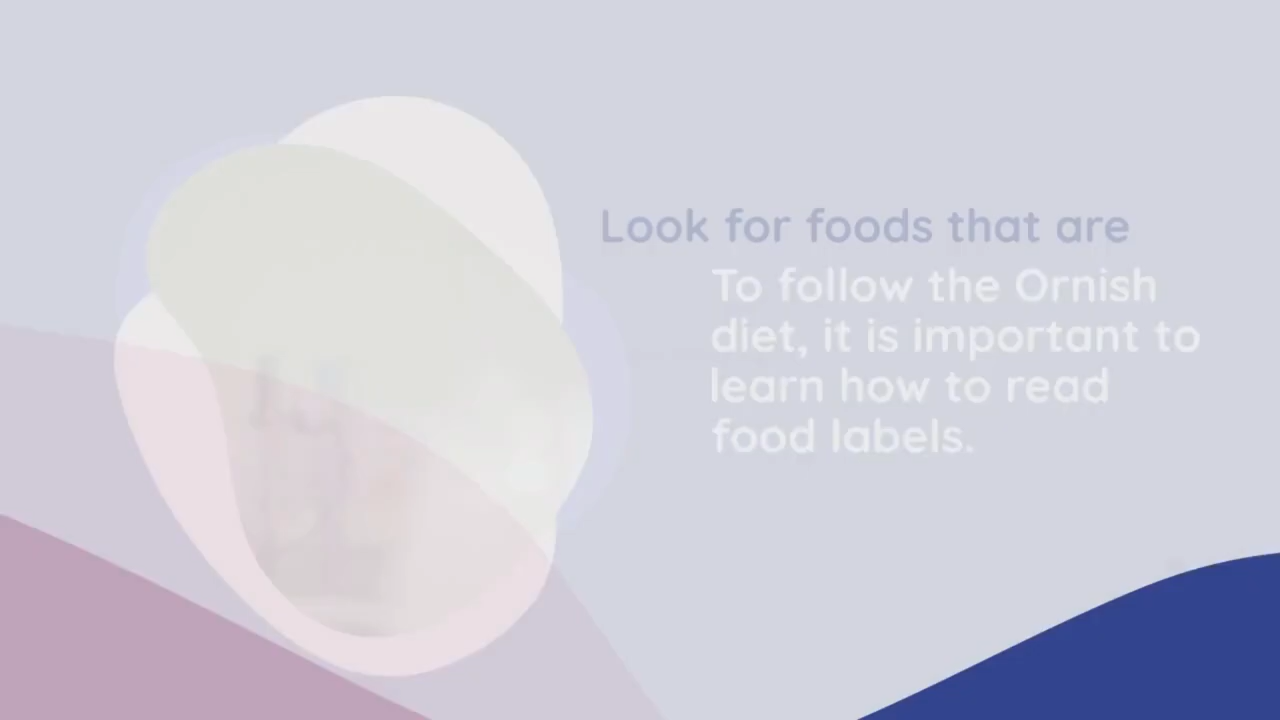 Look for foods that are
To follow the Ornish
diet, it is important to
learn how to read
food labels.